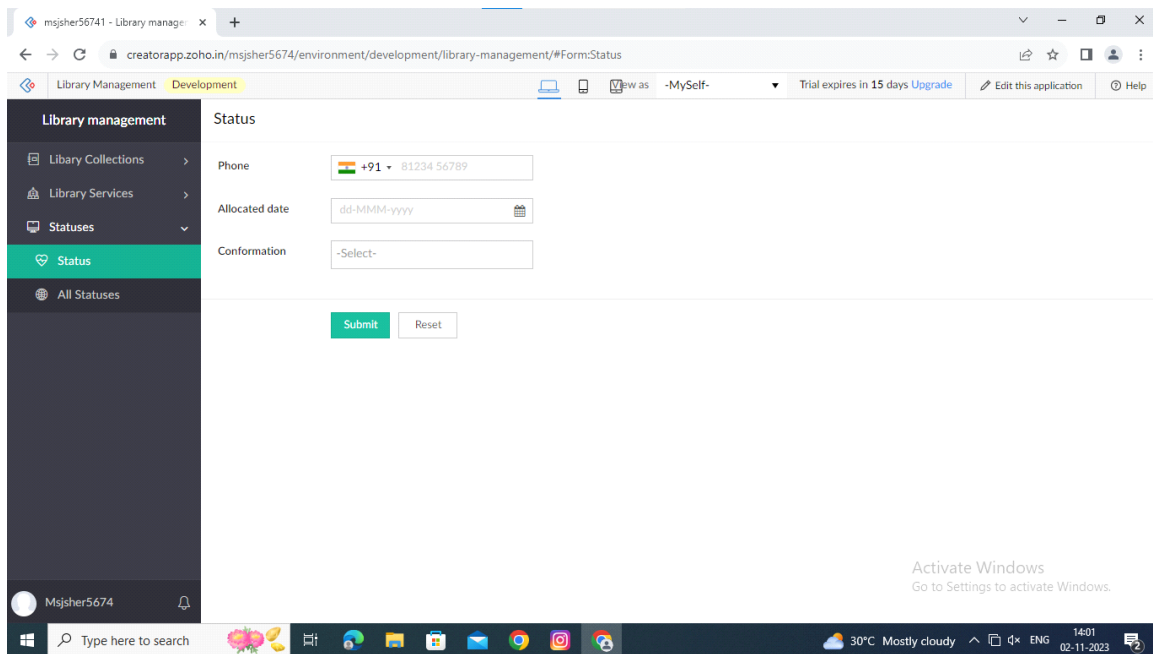 msjsher56741 - Library manager
creatorapp.zoho.in/msjsher5674/environment/development/library-management/#Form:Status
Library Management Development View as -MySelf- Trial expires in 15 days Upgrade Edit this application Help
Library management
Status
Libary Collections
Library Services
Statuses
Status
All Statuses
Phone +91 81234 56789
Allocated date dd-MMM-yyyy
Conformation -Select-
Submit Reset
Activate Windows
Go to Settings to activate Windows.
Msjsher5674
Type here to search
30°C Mostly cloudy ENG 14:01
02-11-2023
2